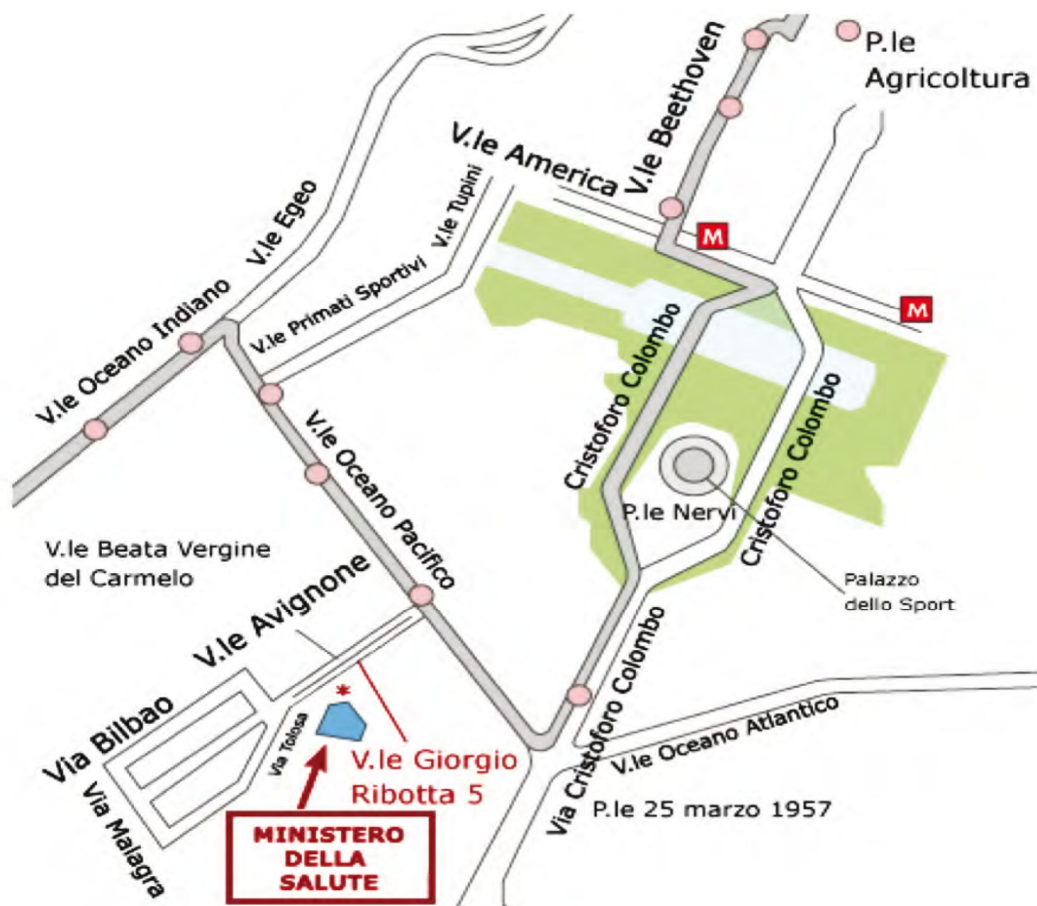 P.le
Agricoltura
V.le Beethoven
V.le America
M
M
V.le Egeo
V.le Tupini
V.le Primati Sportivi
V.le Oceano Indiano
V.le Oceano Pacifico
Cristoforo Colombo
Cristoforo Colombo
P.le Nervi
Palazzo
dello Sport
V.le Beata Vergine
del Carmelo
V.le Avignone
Via Bilbao
Via Tolosa
Via Malagra
*
V.le Giorgio
Ribotta 5
MINISTERO
DELLA
SALUTE
Via Cristoforo Colombo
V.le Oceano Atlantico
P.le 25 marzo 1957